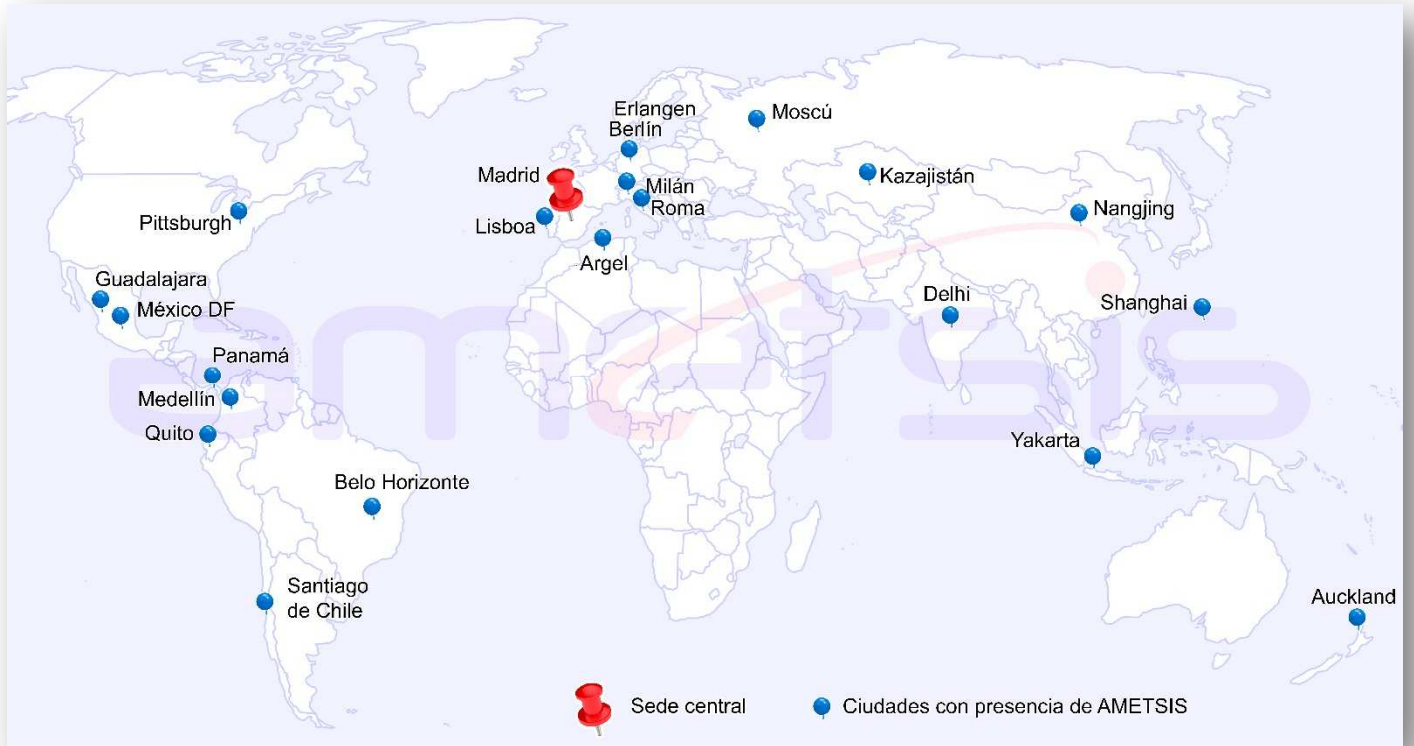 Erlangen
Berlín
Moscú
Madrid
Milán
Roma
Kazajistán
Lisboa
Pittsburgh
Nangjing
Argel
Guadalajara
México DF
Delhi
Shanghai
Panamá
Medellín
Quito
Yakarta
Belo Horizonte
Santiago
de Chile
Auckland
ametsis
Sede central
Ciudades con presencia de AMETSIS